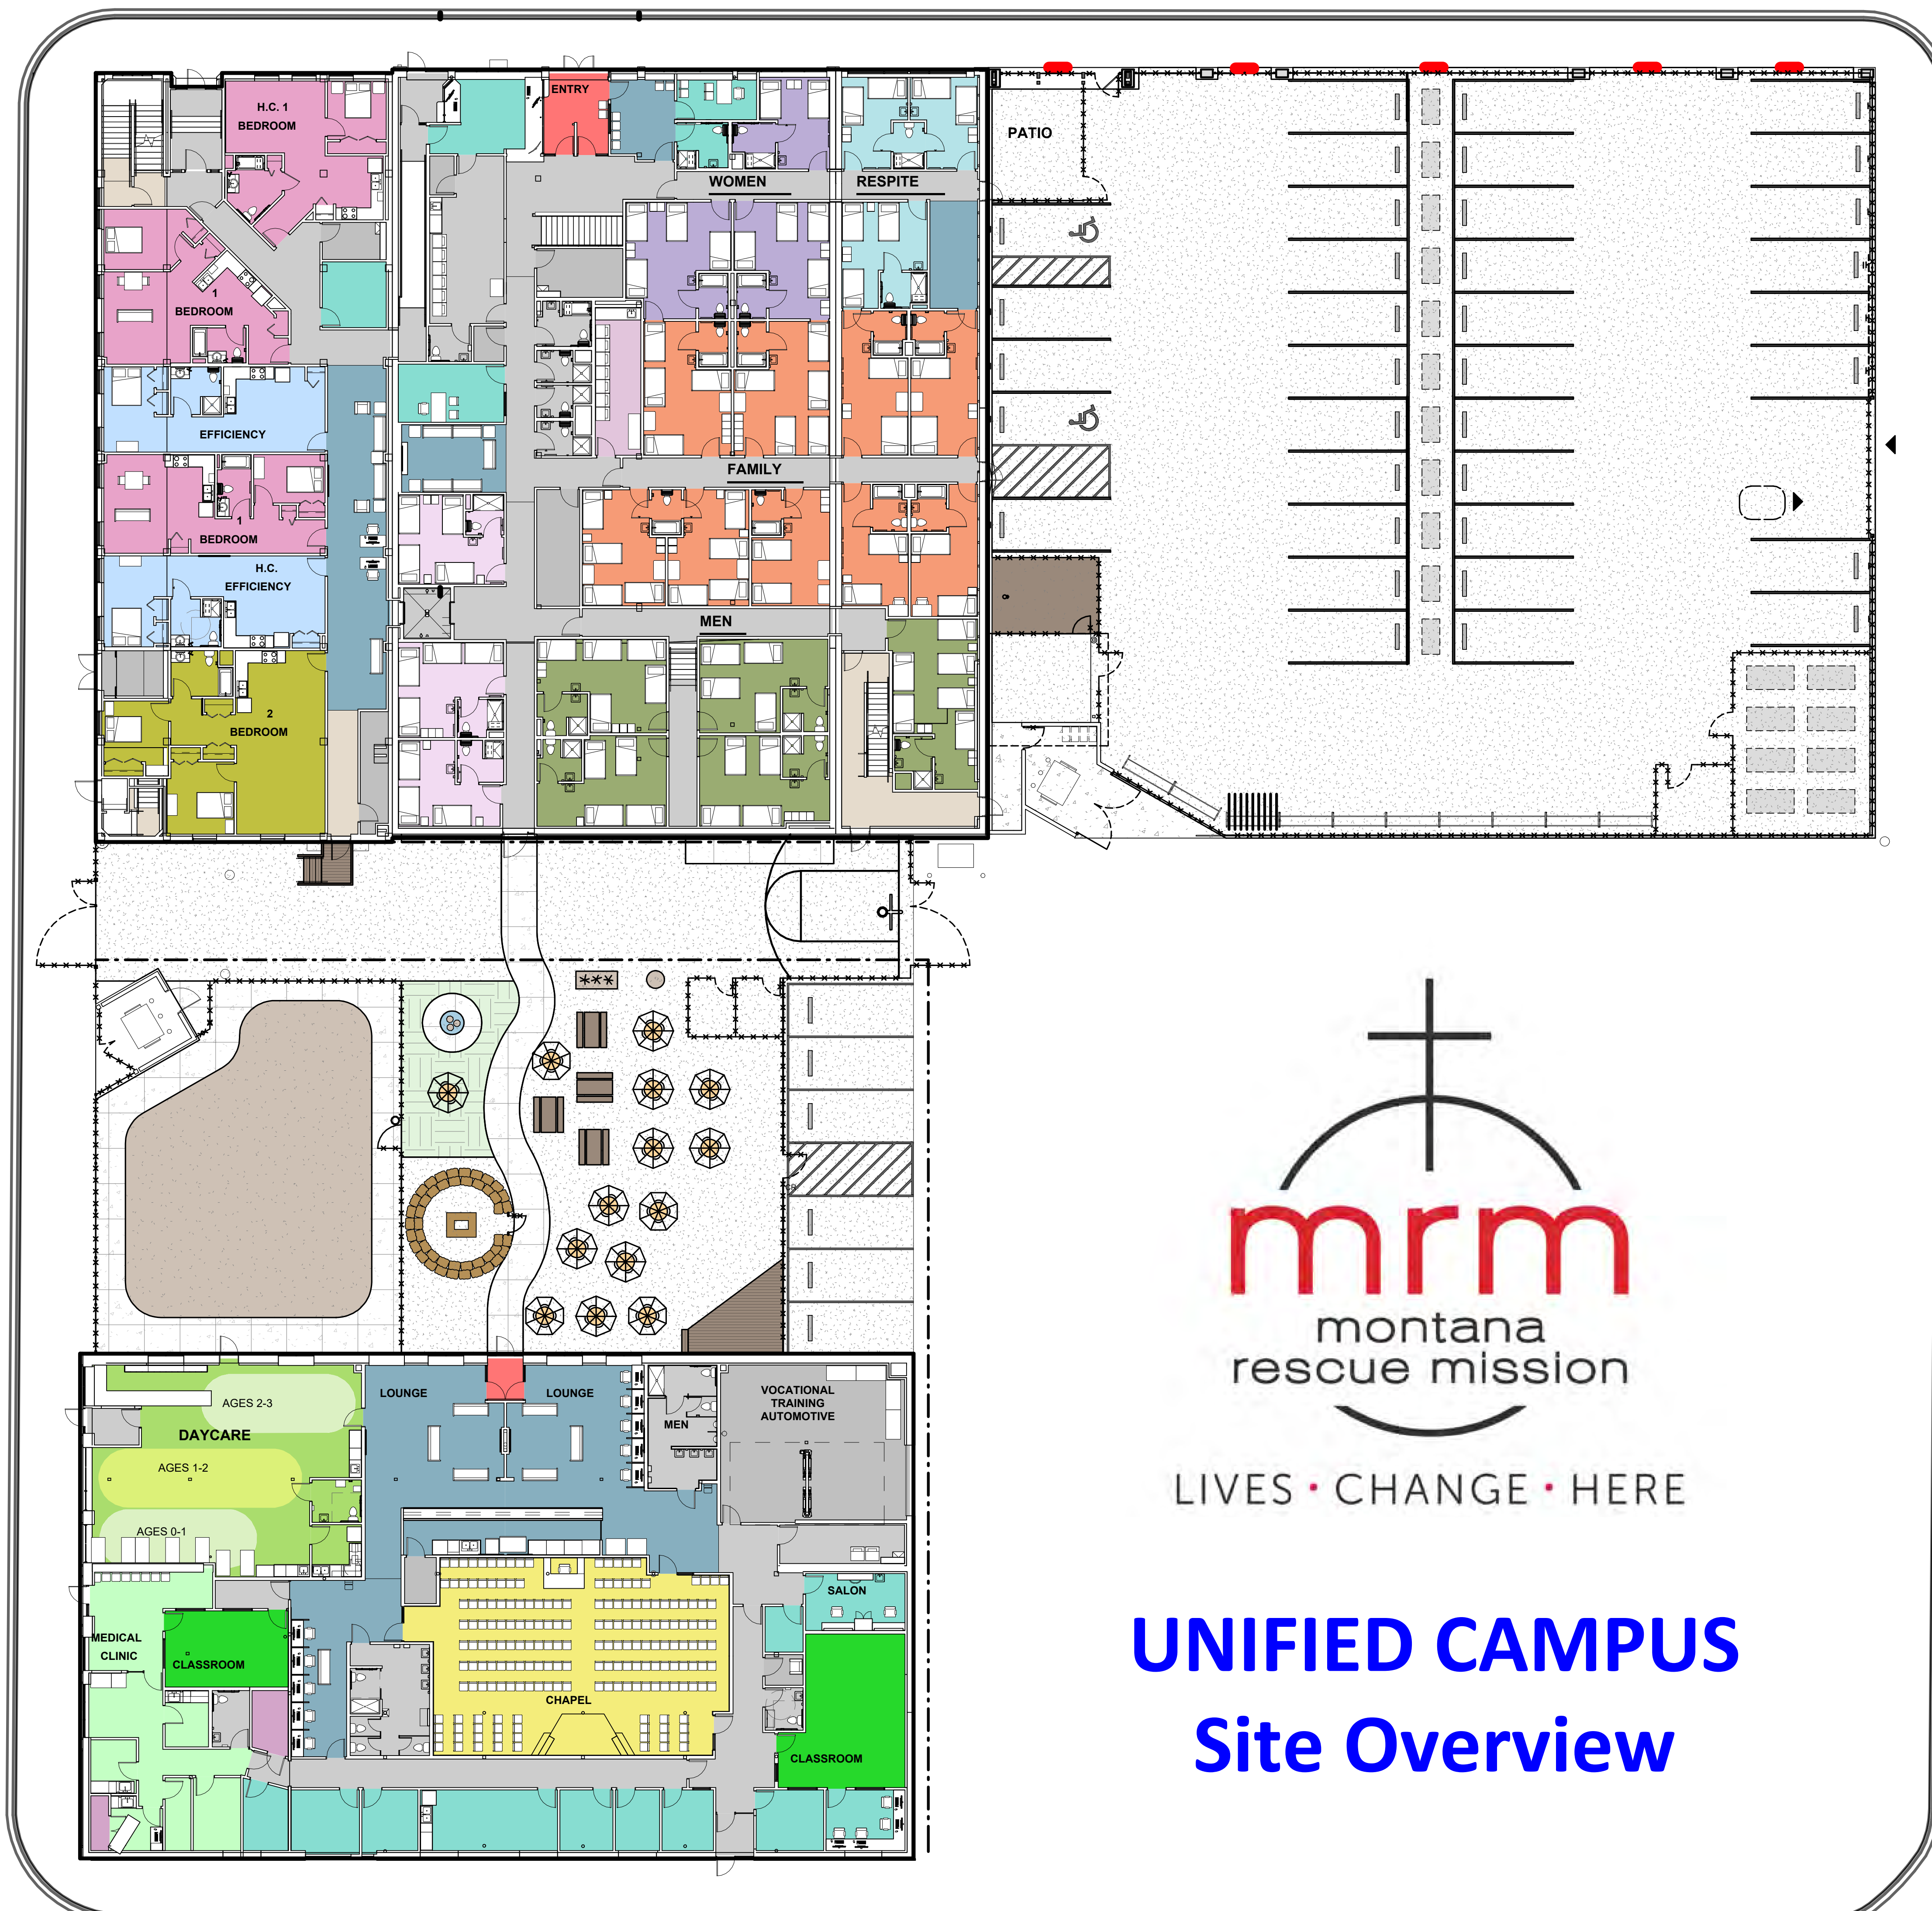 H.C. 1
BEDROOM
ENTRY
PATIO
WOMEN
RESPITE
1
BEDROOM
EFFICIENCY
FAMILY
1
BEDROOM
H.C.
EFFICIENCY
MEN
2
BEDROOM
***
mrm
montana
rescue mission
LIVES • CHANGE • HERE
LOUNGE
LOUNGE
VOCATIONAL
TRAINING
AUTOMOTIVE
AGES 2-3
MEN
DAYCARE
AGES 1-2
AGES 0-1
SALON
MEDICAL
CLINIC
CLASSROOM
CHAPEL
CLASSROOM
UNIFIED CAMPUS
Site Overview